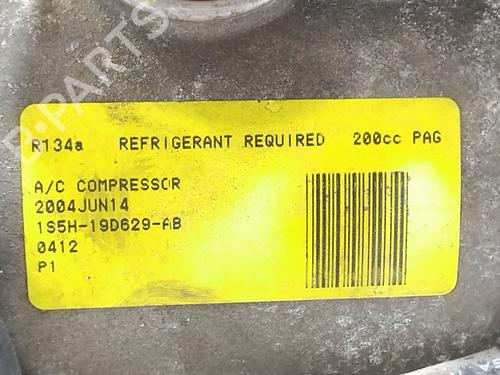 R134a REFRIGERANT REQUIRED 200cc PAG
A/C COMPRESSOR
2004JUN14
1S5H-19D629-AB
0412
P1
B-PARTS